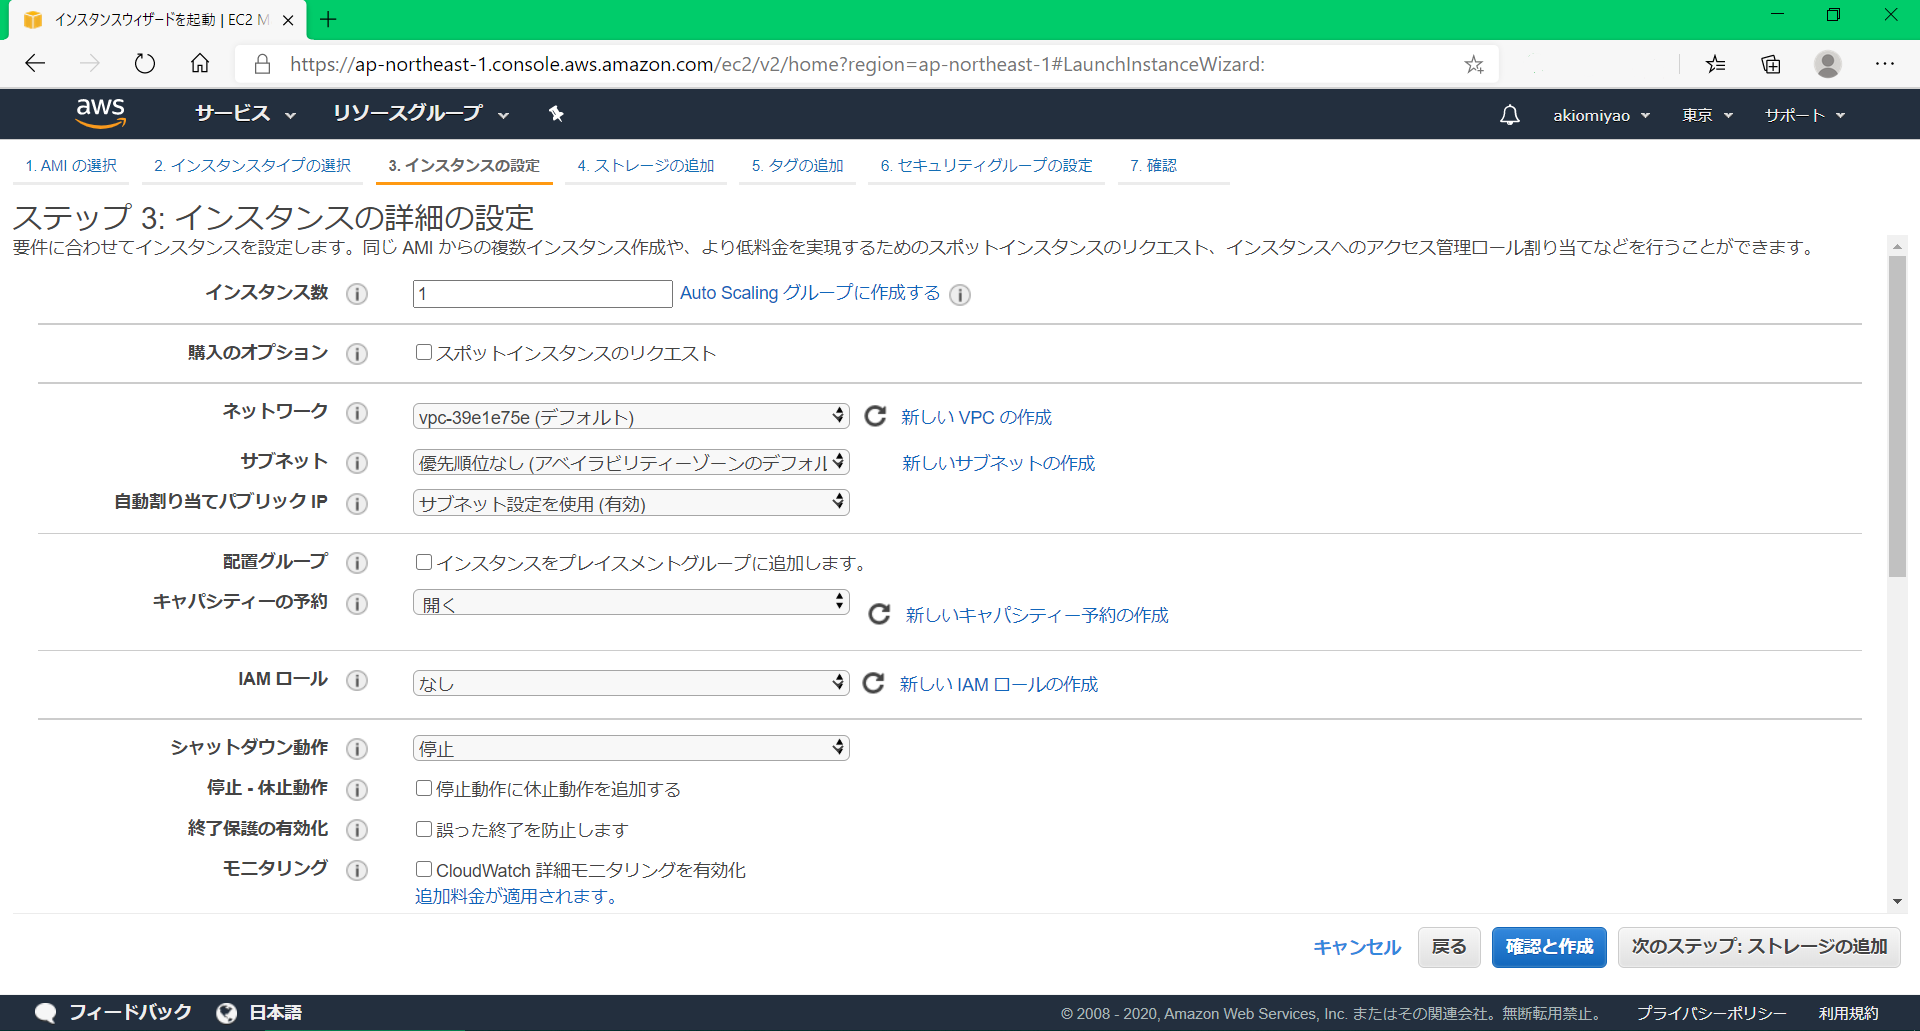 インスタンスウィザードを起動 | EC2 M
https://ap-northeast-1.console.aws.amazon.com/ec2/v2/home?region=ap-northeast-1#LaunchInstanceWizard:
aws サービス リソースグループ akiomiyao 東京 サポート
1. AMI の選択 2. インスタンスタイプの選択 3. インスタンスの設定 4. ストレージの追加 5. タグの追加 6. セキュリティグループの設定 7. 確認
ステップ 3: インスタンスの詳細の設定
要件に合わせてインスタンスを設定します。同じ AMI からの複数インスタンス作成や、より低料金を実現するためのスポットインスタンスのリクエスト、インスタンスへのアクセス管理ロール割り当てなどを行うことができます。
インスタンス数 i 1 Auto Scaling グループに作成する i
購入のオプション i スポットインスタンスのリクエスト
ネットワーク i vpc-39e1e75e (デフォルト) 新しい VPC の作成
サブネット i 優先順位なし (アベイラビリティーゾーンのデフォル 新しいサブネットの作成
自動割り当てパブリック IP i サブネット設定を使用 (有効)
配置グループ i インスタンスをプレイスメントグループに追加します。
キャパシティーの予約 i 開く 新しいキャパシティー予約の作成
IAM ロール i なし 新しい IAM ロールの作成
シャットダウン動作 i 停止
停止 - 休止動作 i 停止動作に休止動作を追加する
終了保護の有効化 i 誤った終了を防止します
モニタリング i CloudWatch 詳細モニタリングを有効化
追加料金が適用されます。
キャンセル 戻る 確認と作成 次のステップ: ストレージの追加
フィードバック 日本語 © 2008 - 2020, Amazon Web Services, Inc. またはその関連会社。無断転用禁止。 プライバシーポリシー 利用規約